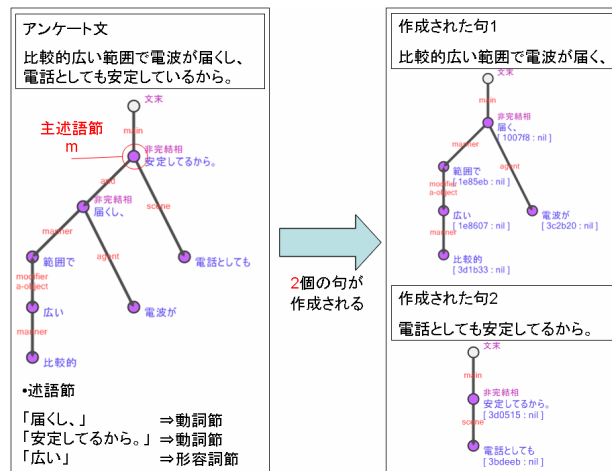 アンケート文
比較的広い範囲で電波が届くし、
電話としても安定しているから。
文末
main
主述語節
m
非完結相
安定してるから。
and
scene
非完結相
届くし、
manner
agent
範囲で
電話としても
modifier
a-object
広い
電波が
manner
比較的
•述語節
「届くし、」 ⇒動詞節
「安定してるから。」 ⇒動詞節
「広い」 ⇒形容詞節
2個の句が
作成される
作成された句1
比較的広い範囲で電波が届く、
文末
main
非完結相
届く、
[ 1007f8 : nil ]
manner
agent
範囲で
[ 1e85eb : nil ]
modifier
a-object
広い
[ 1e8607 : nil ]
電波が
[ 3c2b20 : nil ]
manner
比較的
[ 3d1b33 : nil ]
作成された句2
電話としても安定してるから。
文末
main
非完結相
安定してるから。
[ 3d0515 : nil ]
scene
電話としても
[ 3bdeeb : nil ]